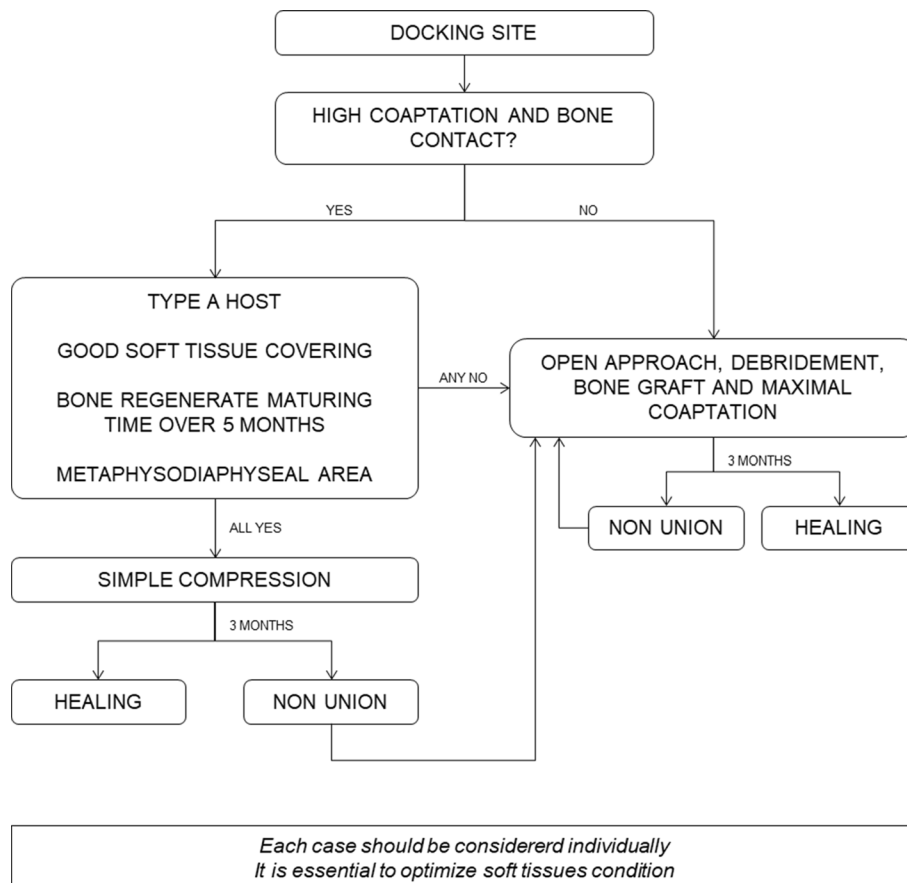 DOCKING SITE
HIGH COAPTATION AND BONE
CONTACT?
YES
NO
TYPE A HOST
GOOD SOFT TISSUE COVERING
BONE REGENERATE MATURING
TIME OVER 5 MONTHS
METAPHYSODIAPHYSEAL AREA
ANY NO
OPEN APPROACH, DEBRIDEMENT,
BONE GRAFT AND MAXIMAL
COAPTATION
3 MONTHS
NON UNION
HEALING
ALL YES
SIMPLE COMPRESSION
3 MONTHS
HEALING
NON UNION
Each case should be considererd individually
It is essential to optimize soft tissues condition